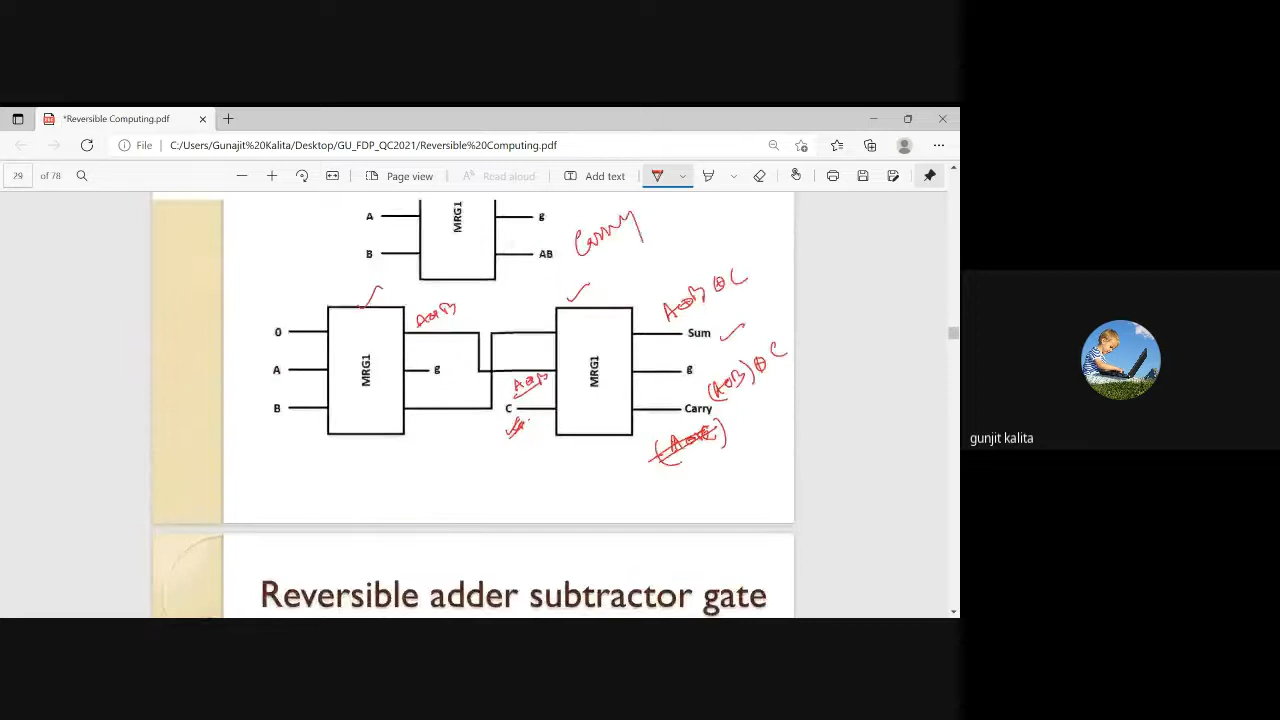 *Reversible Computing.pdf
File C:/Users/Gunajit%20Kalita/Desktop/GU_FDP_QC2021/Reversible%20Computing.pdf
29 of 78 Page view Read aloud Add text
A MRG1 g
B AB
Carry
A⊕B A⊕B⊕C
0 Sum
A MRG1 g MRG1 g
A⊕B (A⊕B)⊕C
B C Carry
gunjit kalita
Reversible adder subtractor gate